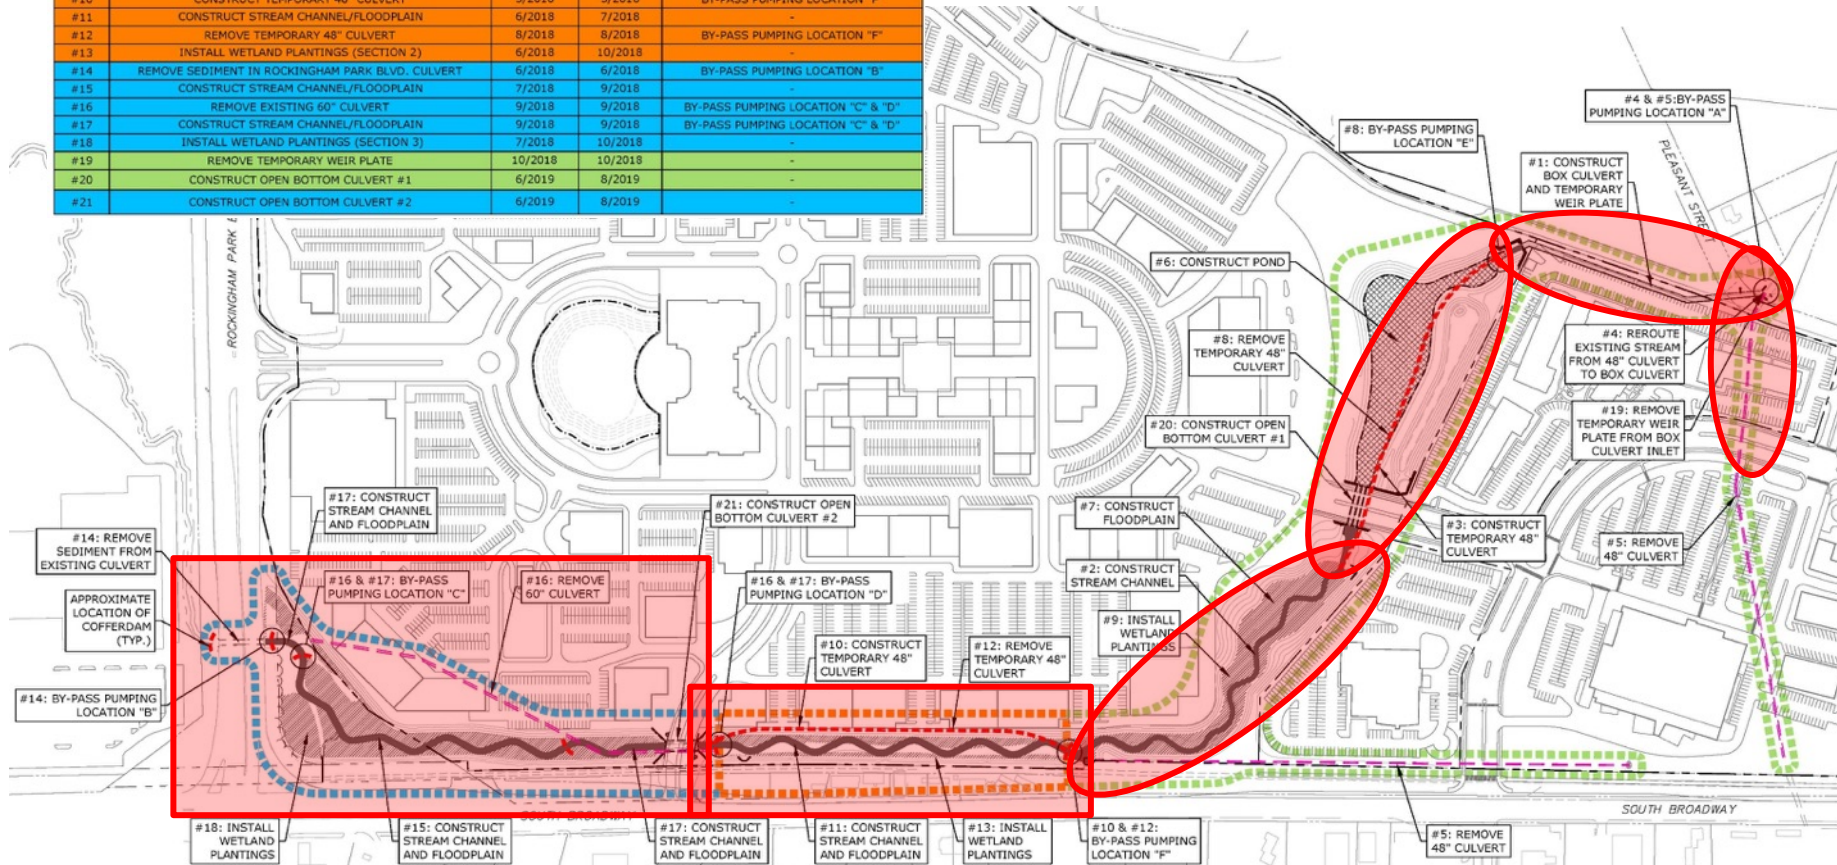 #10 CONSTRUCT TEMPORARY 48" CULVERT 5/2018 5/2018 BY-PASS PUMPING LOCATION "F"
#11 CONSTRUCT STREAM CHANNEL/FLOODPLAIN 6/2018 7/2018 -
#12 REMOVE TEMPORARY 48" CULVERT 8/2018 8/2018 BY-PASS PUMPING LOCATION "F"
#13 INSTALL WETLAND PLANTINGS (SECTION 2) 6/2018 10/2018 -
#14 REMOVE SEDIMENT IN ROCKINGHAM PARK BLVD. CULVERT 6/2018 6/2018 BY-PASS PUMPING LOCATION "B"
#15 CONSTRUCT STREAM CHANNEL/FLOODPLAIN 7/2018 9/2018 -
#16 REMOVE EXISTING 60" CULVERT 9/2018 9/2018 BY-PASS PUMPING LOCATION "C" & "D"
#17 CONSTRUCT STREAM CHANNEL/FLOODPLAIN 9/2018 9/2018 BY-PASS PUMPING LOCATION "C" & "D"
#18 INSTALL WETLAND PLANTINGS (SECTION 3) 7/2018 10/2018 -
#19 REMOVE TEMPORARY WEIR PLATE 10/2018 10/2018 -
#20 CONSTRUCT OPEN BOTTOM CULVERT #1 6/2019 8/2019 -
#21 CONSTRUCT OPEN BOTTOM CULVERT #2 6/2019 8/2019 -
#4 & #5:BY-PASS
PUMPING LOCATION "A"
#8: BY-PASS PUMPING
LOCATION "E"
#1: CONSTRUCT
BOX CULVERT
AND TEMPORARY
WEIR PLATE
PLEASANT STREET
#6: CONSTRUCT POND
ROCKINGHAM PARK
#8: REMOVE
TEMPORARY 48"
CULVERT
#4: REROUTE
EXISTING STREAM
FROM 48" CULVERT
TO BOX CULVERT
#20: CONSTRUCT OPEN
BOTTOM CULVERT #1
#19: REMOVE
TEMPORARY WEIR
PLATE FROM BOX
CULVERT INLET
#17: CONSTRUCT
STREAM CHANNEL
AND FLOODPLAIN
#21: CONSTRUCT OPEN
BOTTOM CULVERT #2
#7: CONSTRUCT
FLOODPLAIN
#3: CONSTRUCT
TEMPORARY 48"
CULVERT
#5: REMOVE
48" CULVERT
#14: REMOVE
SEDIMENT FROM
EXISTING CULVERT
#16 & #17: BY-PASS
PUMPING LOCATION "C"
#16: REMOVE
60" CULVERT
#16 & #17: BY-PASS
PUMPING LOCATION "D"
#2: CONSTRUCT
STREAM CHANNEL
APPROXIMATE
LOCATION OF
COFFERDAM
(TYP.)
#9: INSTALL
WETLAND
PLANTINGS
#10: CONSTRUCT
TEMPORARY 48"
CULVERT
#12: REMOVE
TEMPORARY 48"
CULVERT
#14: BY-PASS PUMPING
LOCATION "B"
SOUTH BROADWAY
SOUTH BROADWAY
#18: INSTALL
WETLAND
PLANTINGS
#15: CONSTRUCT
STREAM CHANNEL
AND FLOODPLAIN
#17: CONSTRUCT
STREAM CHANNEL
AND FLOODPLAIN
#11: CONSTRUCT
STREAM CHANNEL
AND FLOODPLAIN
#13: INSTALL
WETLAND
PLANTINGS
#10 & #12:
BY-PASS PUMPING
LOCATION "F"
#5: REMOVE
48" CULVERT